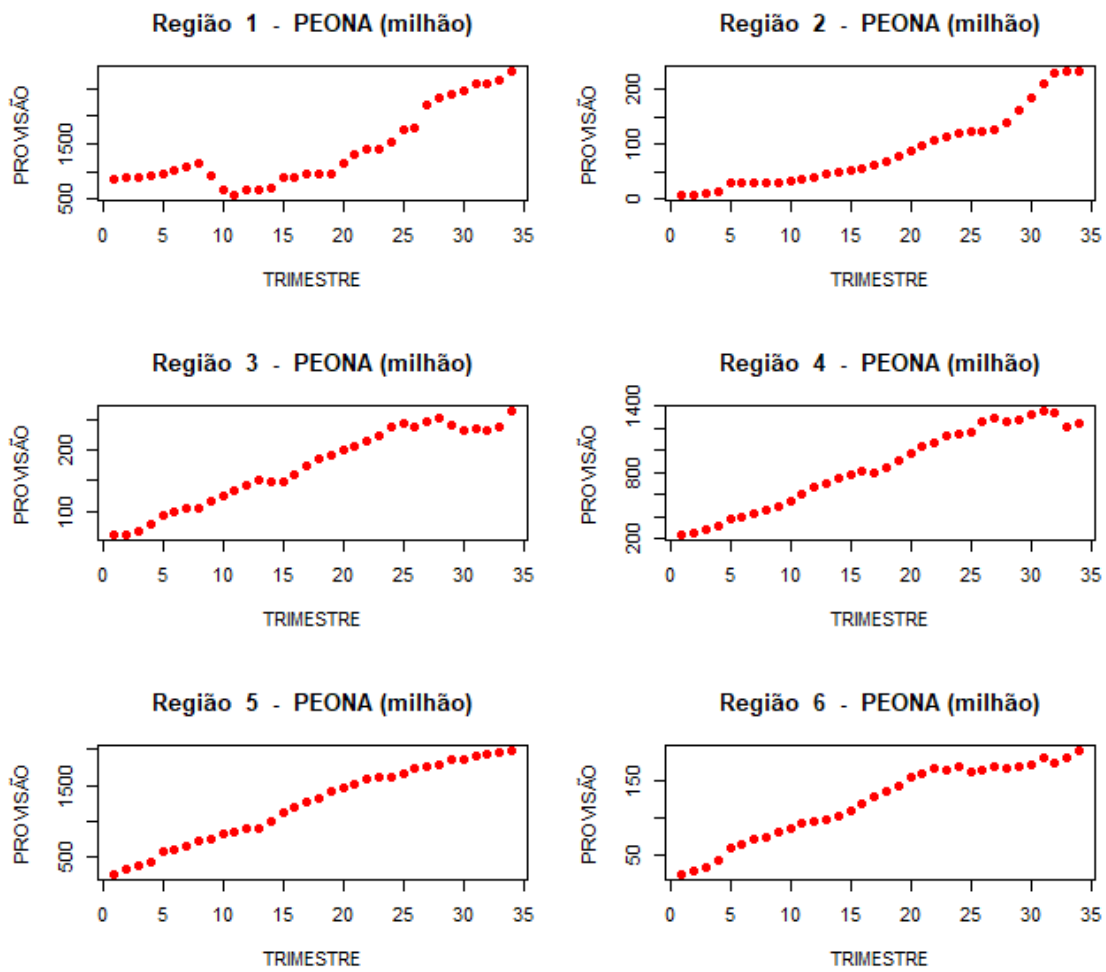 Região 1 - PEONA (milhão)
PROVISÃO
500 1500
0 5 10 15 20 25 30 35
TRIMESTRE
Região 2 - PEONA (milhão)
PROVISÃO
0 100 200
0 5 10 15 20 25 30 35
TRIMESTRE
Região 3 - PEONA (milhão)
PROVISÃO
100 200
0 5 10 15 20 25 30 35
TRIMESTRE
Região 4 - PEONA (milhão)
PROVISÃO
200 800 1400
0 5 10 15 20 25 30 35
TRIMESTRE
Região 5 - PEONA (milhão)
PROVISÃO
500 1500
0 5 10 15 20 25 30 35
TRIMESTRE
Região 6 - PEONA (milhão)
PROVISÃO
50 150
0 5 10 15 20 25 30 35
TRIMESTRE